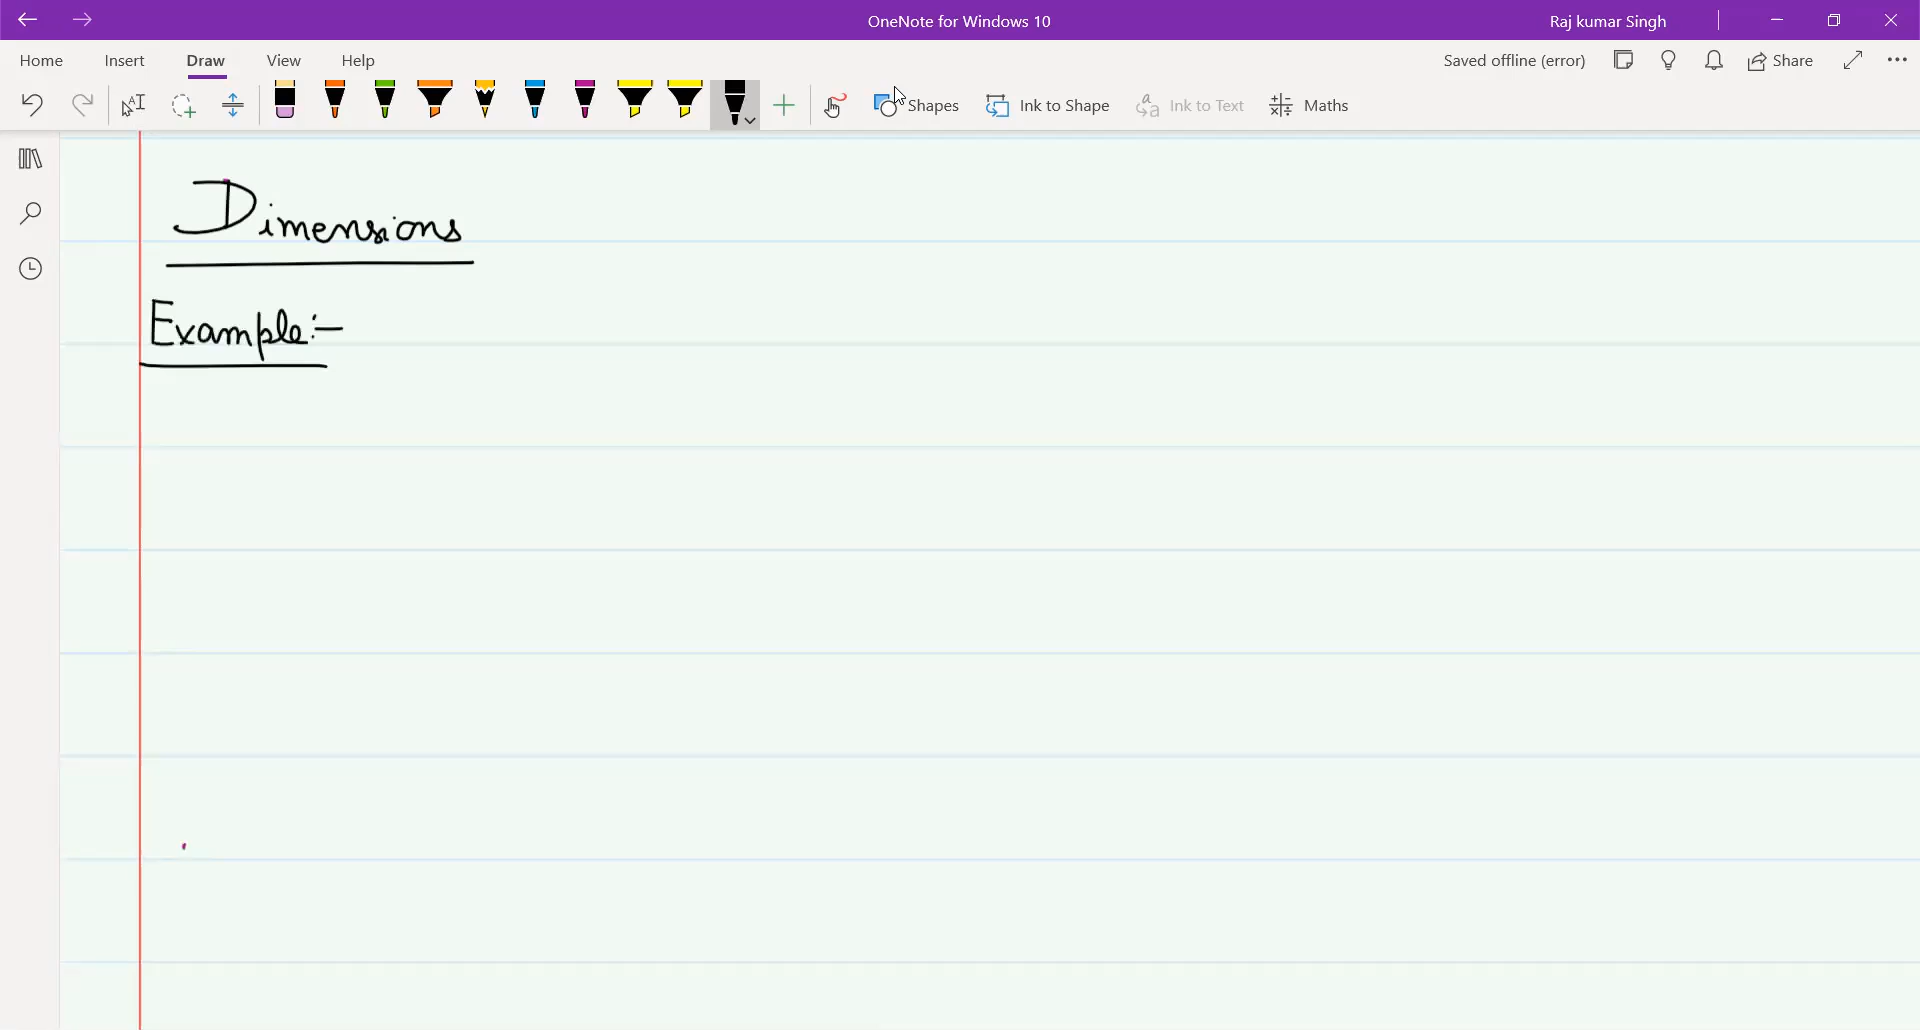 OneNote for Windows 10
Raj kumar Singh
Home Insert Draw View Help
Saved offline (error) Share
Shapes Ink to Shape Ink to Text Maths
Dimensions
Example:-